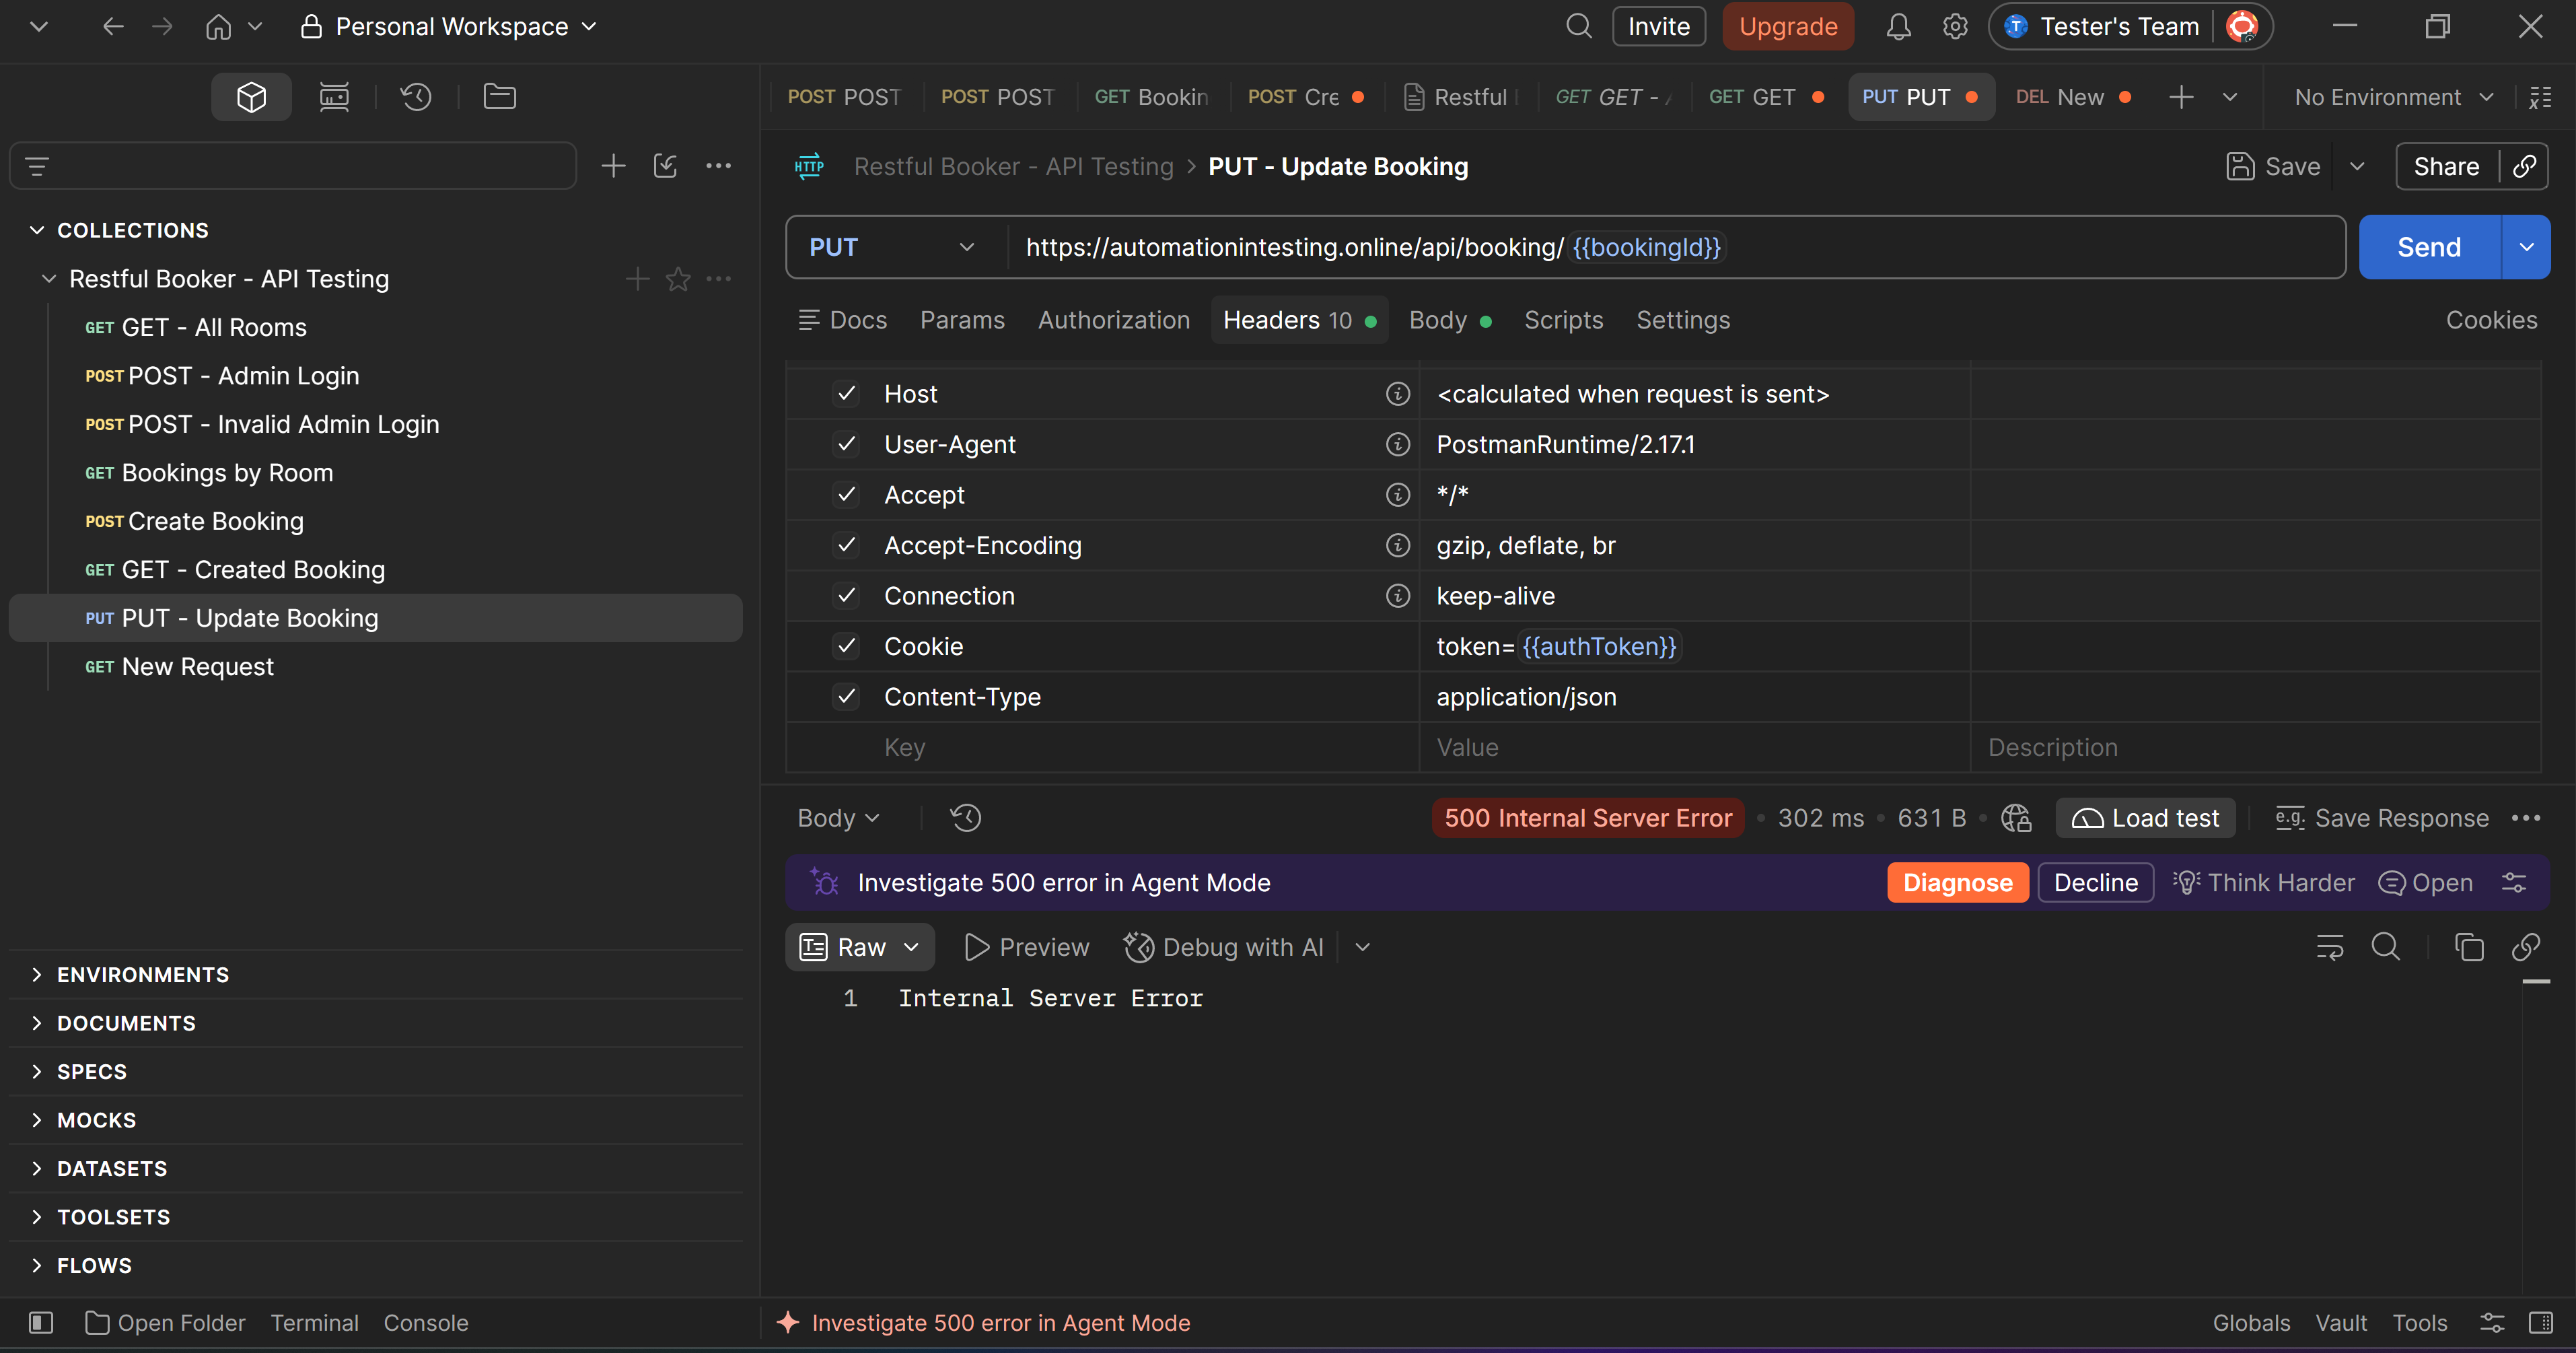 Personal Workspace
Invite
Upgrade
T
Tester's Team
POST POST
POST POST
GET Bookin
POST Cre
Restful
GET GET -
GET GET
PUT PUT
DEL New
No Environment
HTTP
Restful Booker - API Testing > PUT - Update Booking
Save
Share
COLLECTIONS
Restful Booker - API Testing
GET GET - All Rooms
POST POST - Admin Login
POST POST - Invalid Admin Login
GET Bookings by Room
POST Create Booking
GET GET - Created Booking
PUT PUT - Update Booking
GET New Request
ENVIRONMENTS
DOCUMENTS
SPECS
MOCKS
DATASETS
TOOLSETS
FLOWS
PUT
https://automationintesting.online/api/booking/{{bookingId}}
Send
Docs
Params
Authorization
Headers 10
Body
Scripts
Settings
Cookies
Host <calculated when request is sent>
User-Agent PostmanRuntime/2.17.1
Accept */*
Accept-Encoding gzip, deflate, br
Connection keep-alive
Cookie token={{authToken}}
Content-Type application/json
Key Value Description
Body
500 Internal Server Error • 302 ms • 631 B
Load test
e.g. Save Response
Investigate 500 error in Agent Mode
Diagnose
Decline
Think Harder
Open
Raw
Preview
Debug with AI
1 Internal Server Error
Open Folder
Terminal
Console
Investigate 500 error in Agent Mode
Globals
Vault
Tools